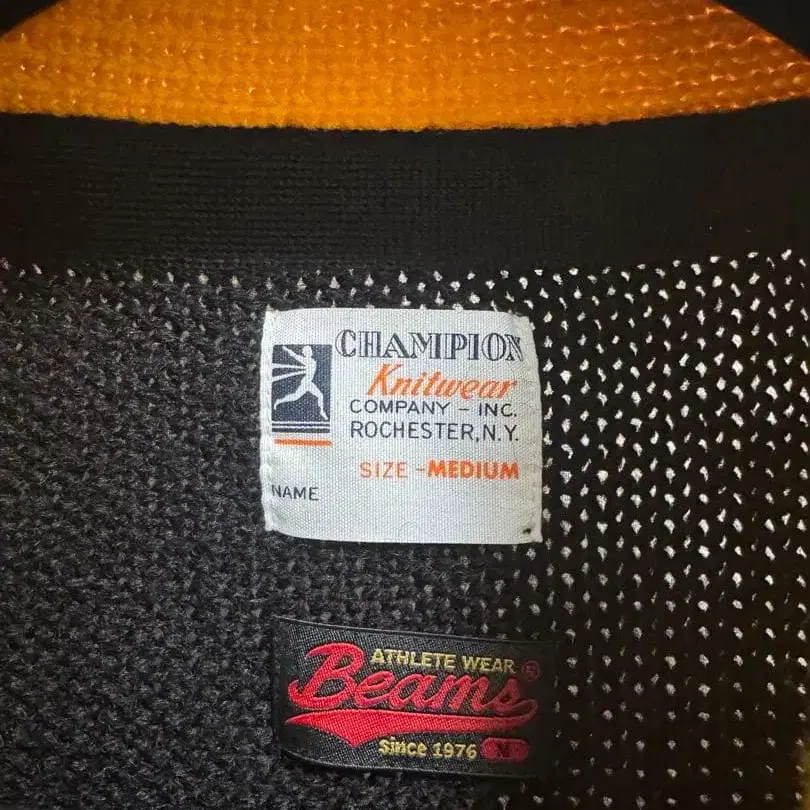 CHAMPION
Knitwear
COMPANY - INC.
ROCHESTER, N.Y.
SIZE - MEDIUM
NAME
ATHLETE WEAR
Beams®
Since 1976 M